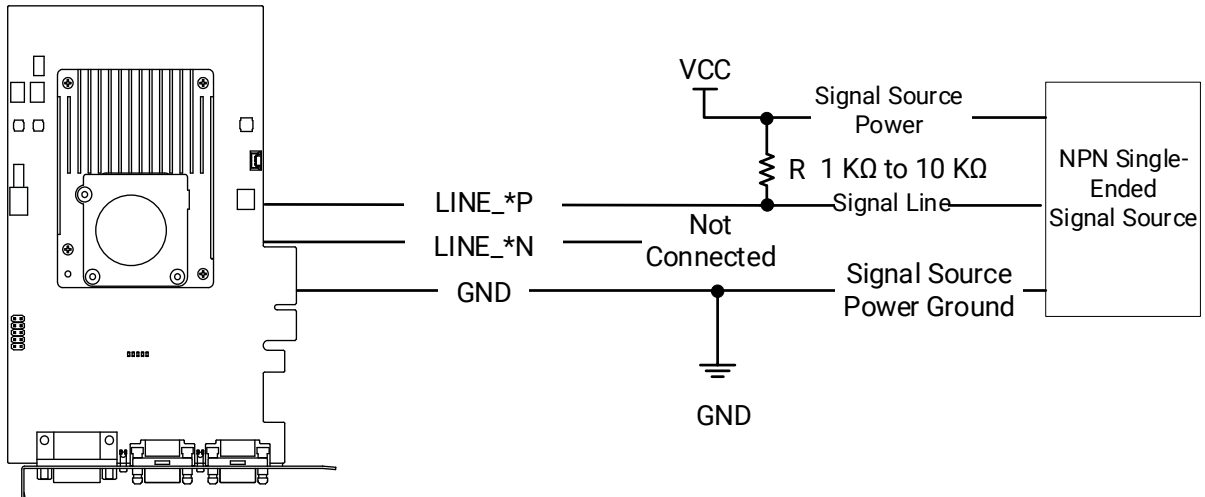 VCC
Signal Source
Power
R 1 KΩ to 10 KΩ
NPN Single-
Ended
Signal Source
LINE_*P
Signal Line
LINE_*N
Not
Connected
GND
Signal Source
Power Ground
GND